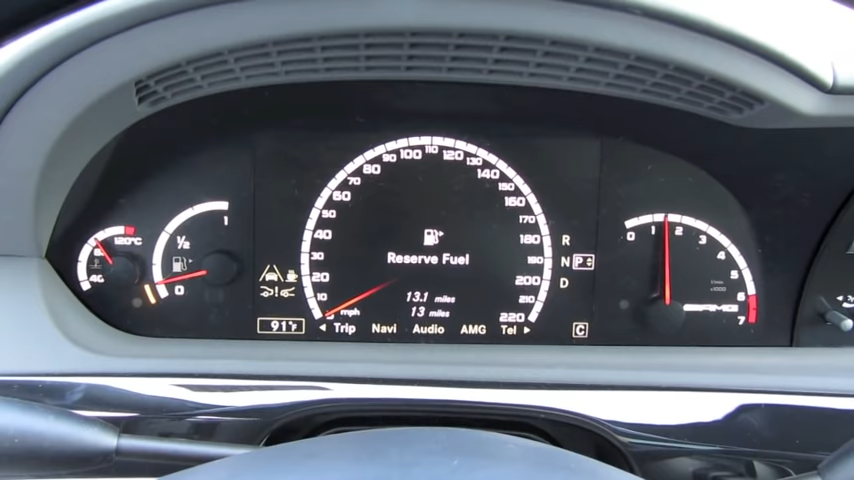 120°C
40
1
½
0
0 10 20 30 40 50 60 70 80 90 100 110 120 130 140 150 160 170 180 190 200 210 220
mph
Reserve Fuel
13.1 miles
13 miles
Trip Navi Audio AMG Tel
91°F
R
N P
D
C
0 1 2 3 4 5 6 7
x1000
AMG